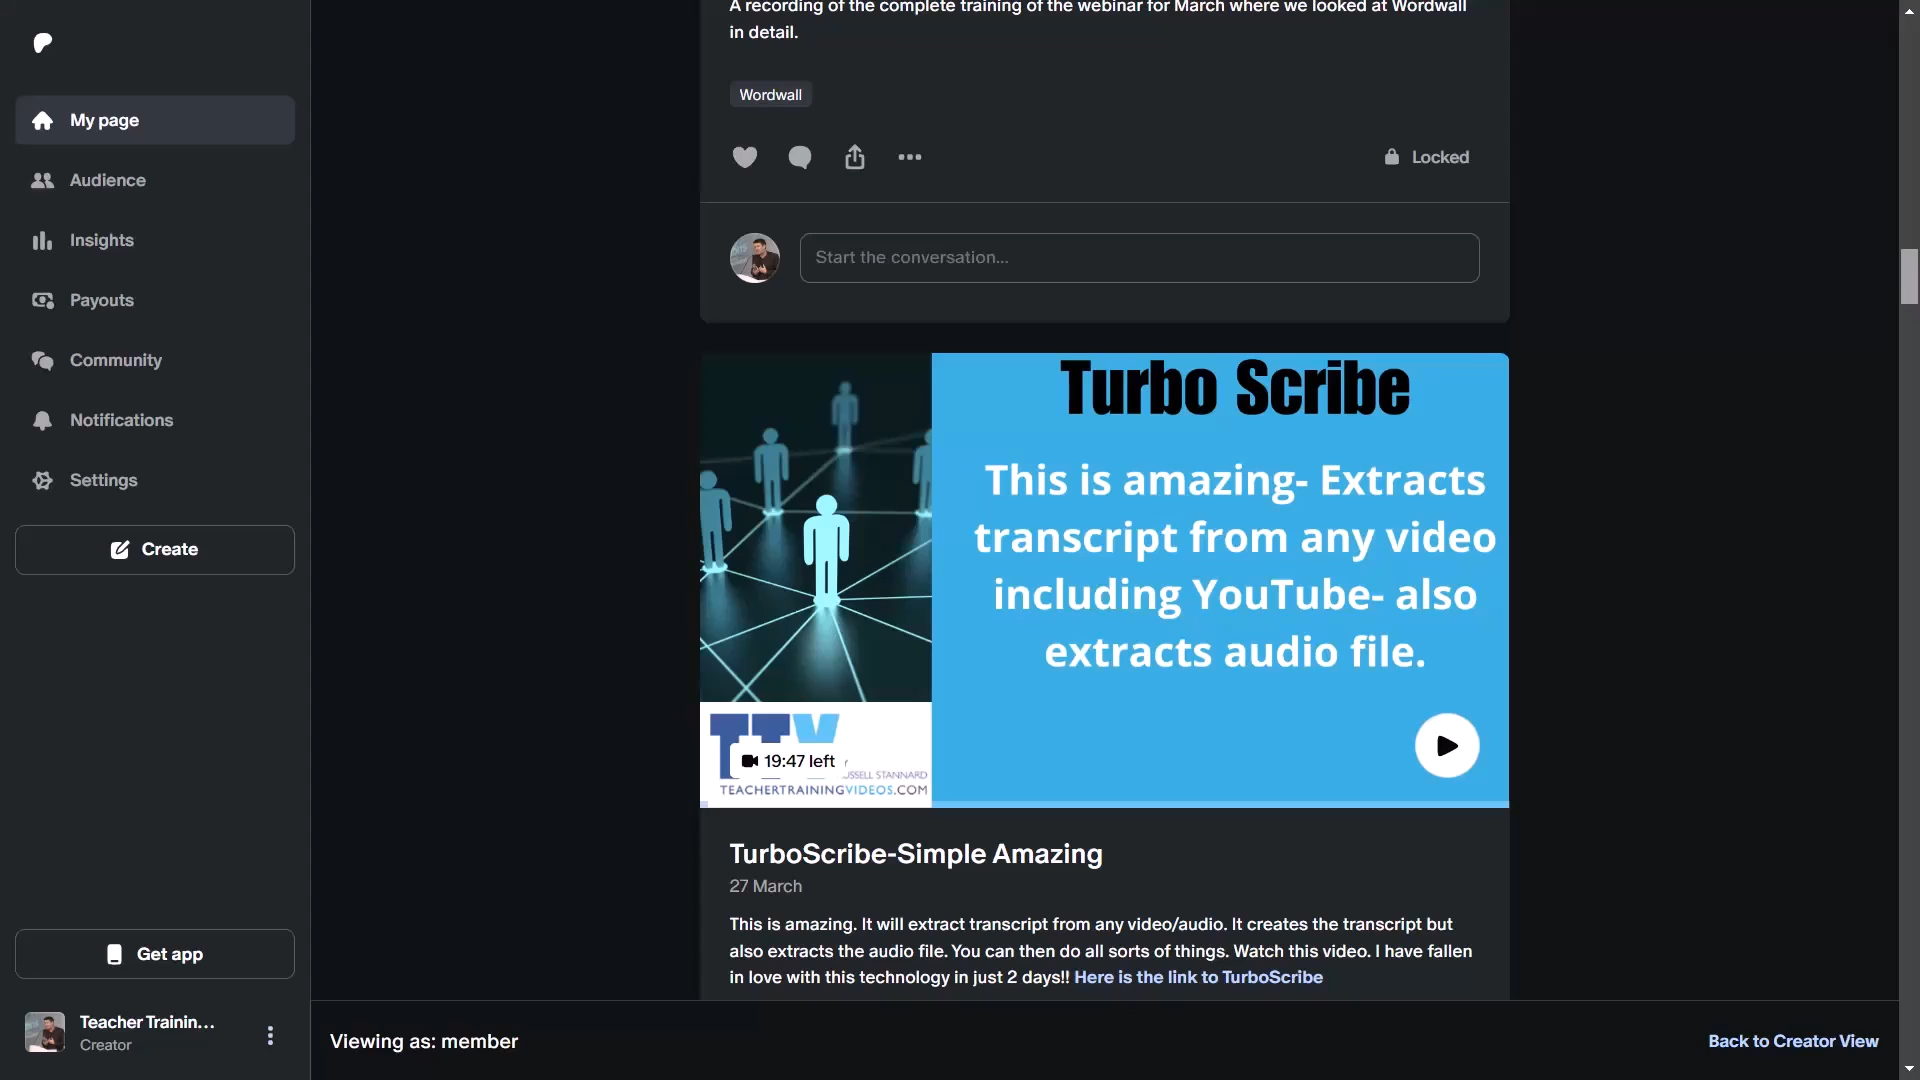 My page
Audience
Insights
Payouts
Community
Notifications
Settings
Create
Get app
Teacher Trainin...
Creator
A recording of the complete training of the webinar for March where we looked at Wordwall
in detail.
Wordwall
Locked
Start the conversation...
Turbo Scribe
This is amazing- Extracts
transcript from any video
including YouTube- also
extracts audio file.
TTV
19:47 left
USSELL STANNARD
TEACHERTRAININGVIDEOS.COM
TurboScribe-Simple Amazing
27 March
This is amazing. It will extract transcript from any video/audio. It creates the transcript but
also extracts the audio file. You can then do all sorts of things. Watch this video. I have fallen
in love with this technology in just 2 days!! Here is the link to TurboScribe
Viewing as: member
Back to Creator View